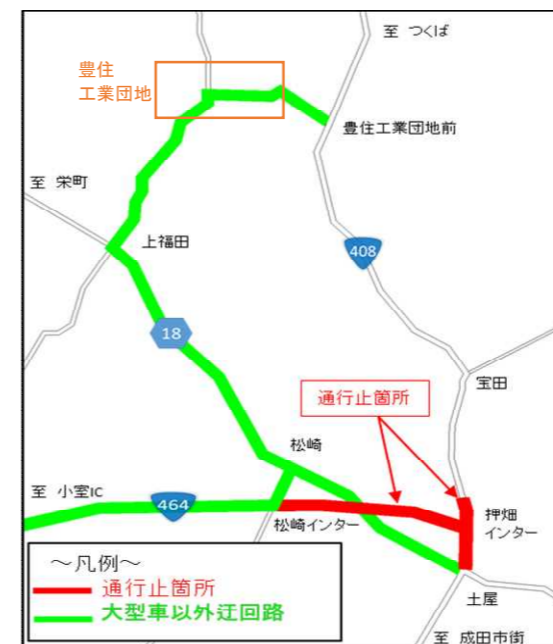 至 つくば
豊住
工業団地
豊住工業団地前
至 栄町
上福田
408
18
宝田
通行止箇所
松崎
至 小室IC
464
松崎インター
押畑
インター
～凡例～
通行止箇所
大型車以外迂回路
土屋
至 成田市街